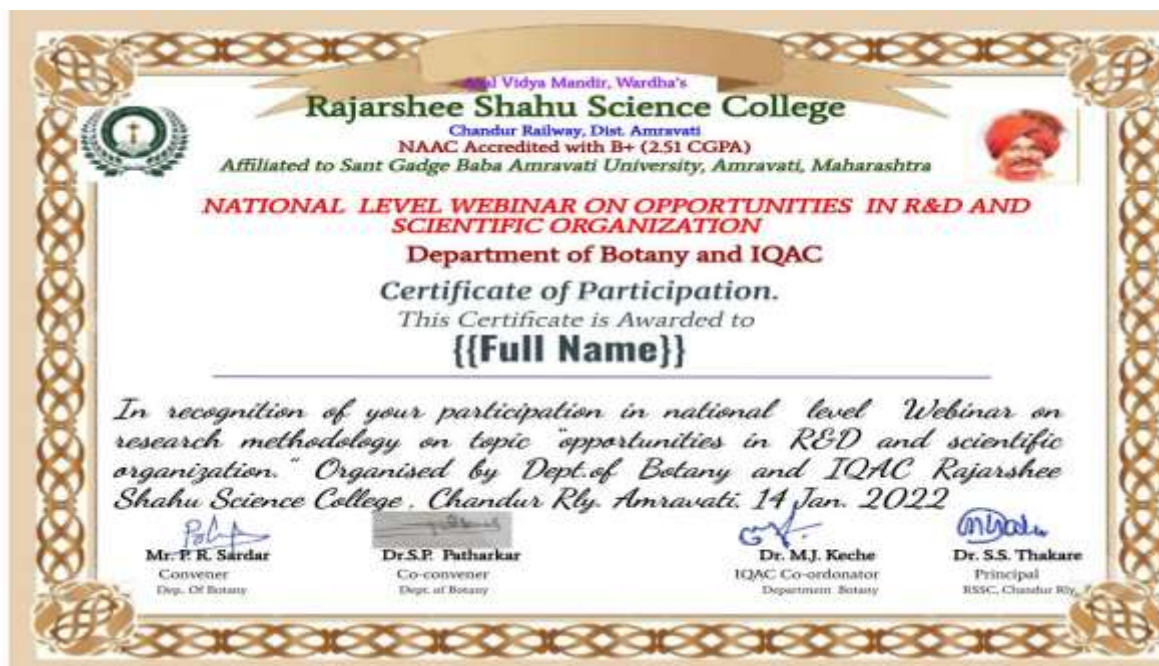 Vidya Mandir, Wardha's
Rajarshee Shahu Science College
Chandur Railway, Dist. Amravati
NAAC Accredited with B+ (2.51 CGPA)
Affiliated to Sant Gadge Baba Amravati University, Amravati, Maharashtra
NATIONAL LEVEL WEBINAR ON OPPORTUNITIES IN R&D AND
SCIENTIFIC ORGANIZATION
Department of Botany and IQAC
Certificate of Participation.
This Certificate is Awarded to
{{Full Name}}
In recognition of your participation in national level Webinar on
research methodology on topic "opportunities in R&D and scientific
organization." Organised by Dept.of Botany and IQAC Rajarshee
Shahu Science College , Chandur Rly. Amravati. 14 Jan. 2022
Mr. P. R. Sardar Dr.S.P. Patharkar Dr. M.J. Keche Dr. S.S. Thakare
Convener Co-convener IQAC Co-ordonator Principal
Dep. Of Botany Dept. of Botany Department Botany RSSC, Chandur Rly.